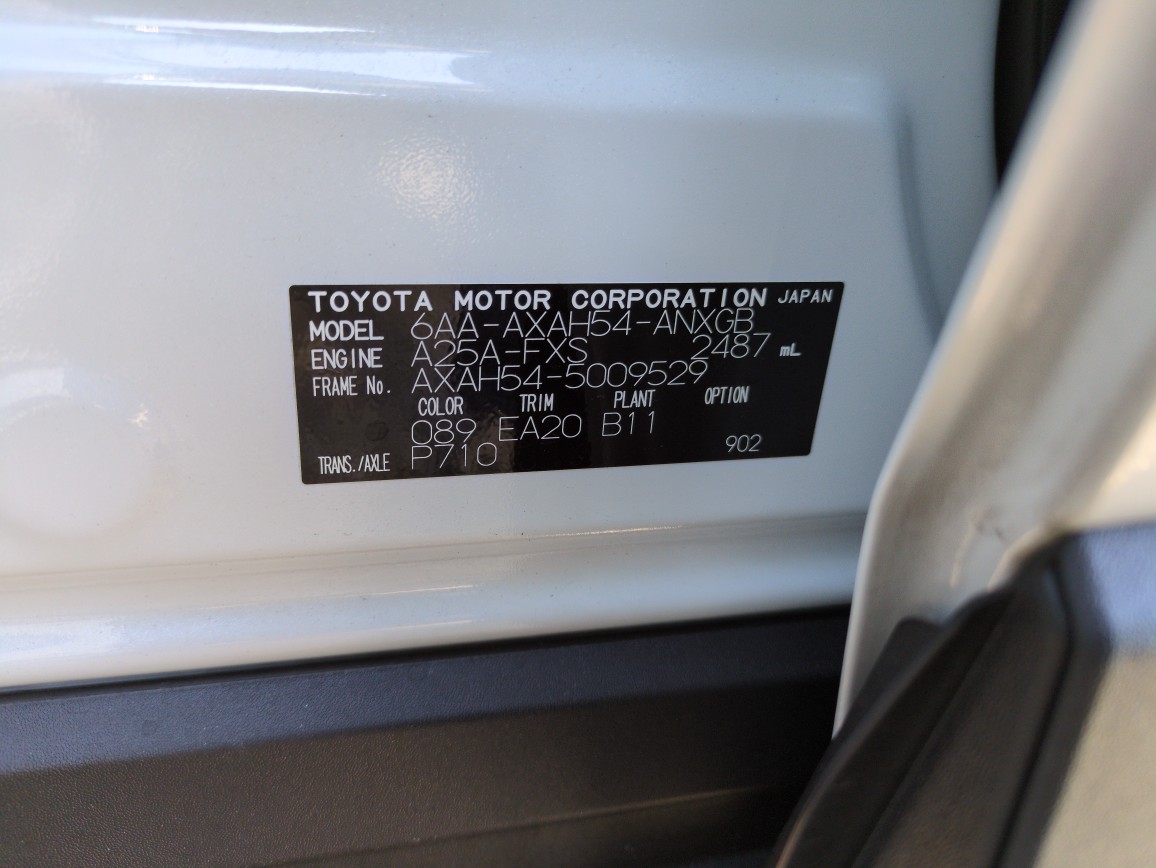 TOYOTA MOTOR CORPORATION JAPAN
MODEL 6AA-AXAH54-ANXGB
ENGINE A25A-FXS 2487 mL
FRAME No. AXAH54-5009529
COLOR TRIM PLANT OPTION
089 EA20 B11
TRANS./AXLE P710 902